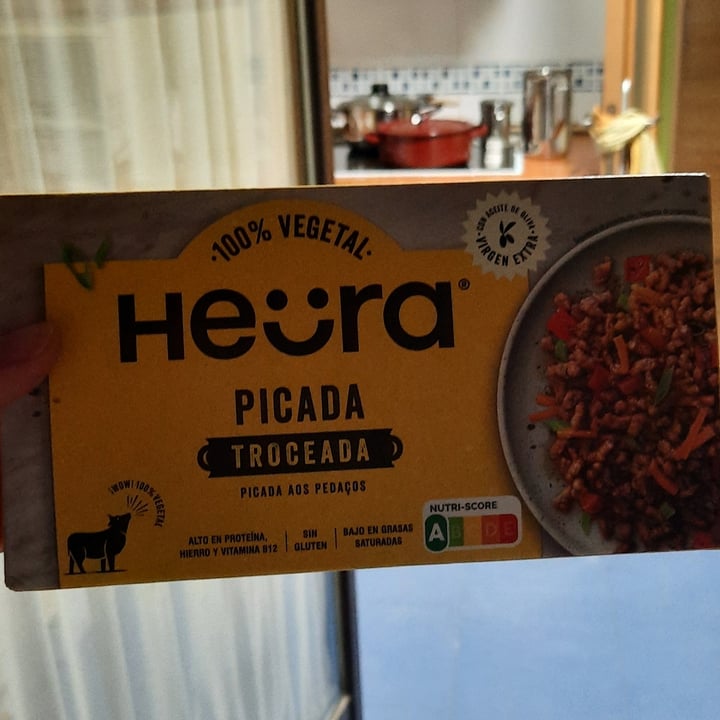 ·100% VEGETAL·
CON ACEITE DE OLIVA
·VIRGEN EXTRA·
Heüra®
PICADA
TROCEADA
PICADA AOS PEDAÇOS
¡WOW! 100% VEGETAL
ALTO EN PROTEÍNA,
HIERRO Y VITAMINA B12
SIN
GLUTEN
BAJO EN GRASAS
SATURADAS
NUTRI-SCORE
A B C D E